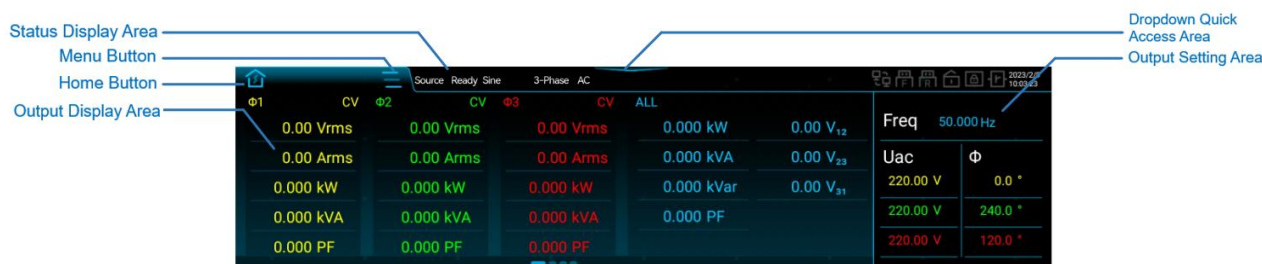 Dropdown Quick
Access Area
Status Display Area
Menu Button
Output Setting Area
Home Button
Output Display Area
Source Ready Sine 3-Phase AC
10:03:23
Φ1 CV Φ2 CV Φ3 CV ALL
0.00 Vrms 0.00 Vrms 0.00 Vrms 0.000 kW 0.00 V₁₂
0.00 Arms 0.00 Arms 0.00 Arms 0.000 kVA 0.00 V₂₃
0.000 kW 0.000 kW 0.000 kW 0.000 kVar 0.00 V₃₁
0.000 kVA 0.000 kVA 0.000 kVA 0.000 PF
0.000 PF 0.000 PF 0.000 PF
Freq 50.000 Hz
Uac Φ
220.00 V 0.0 °
220.00 V 240.0 °
220.00 V 120.0 °